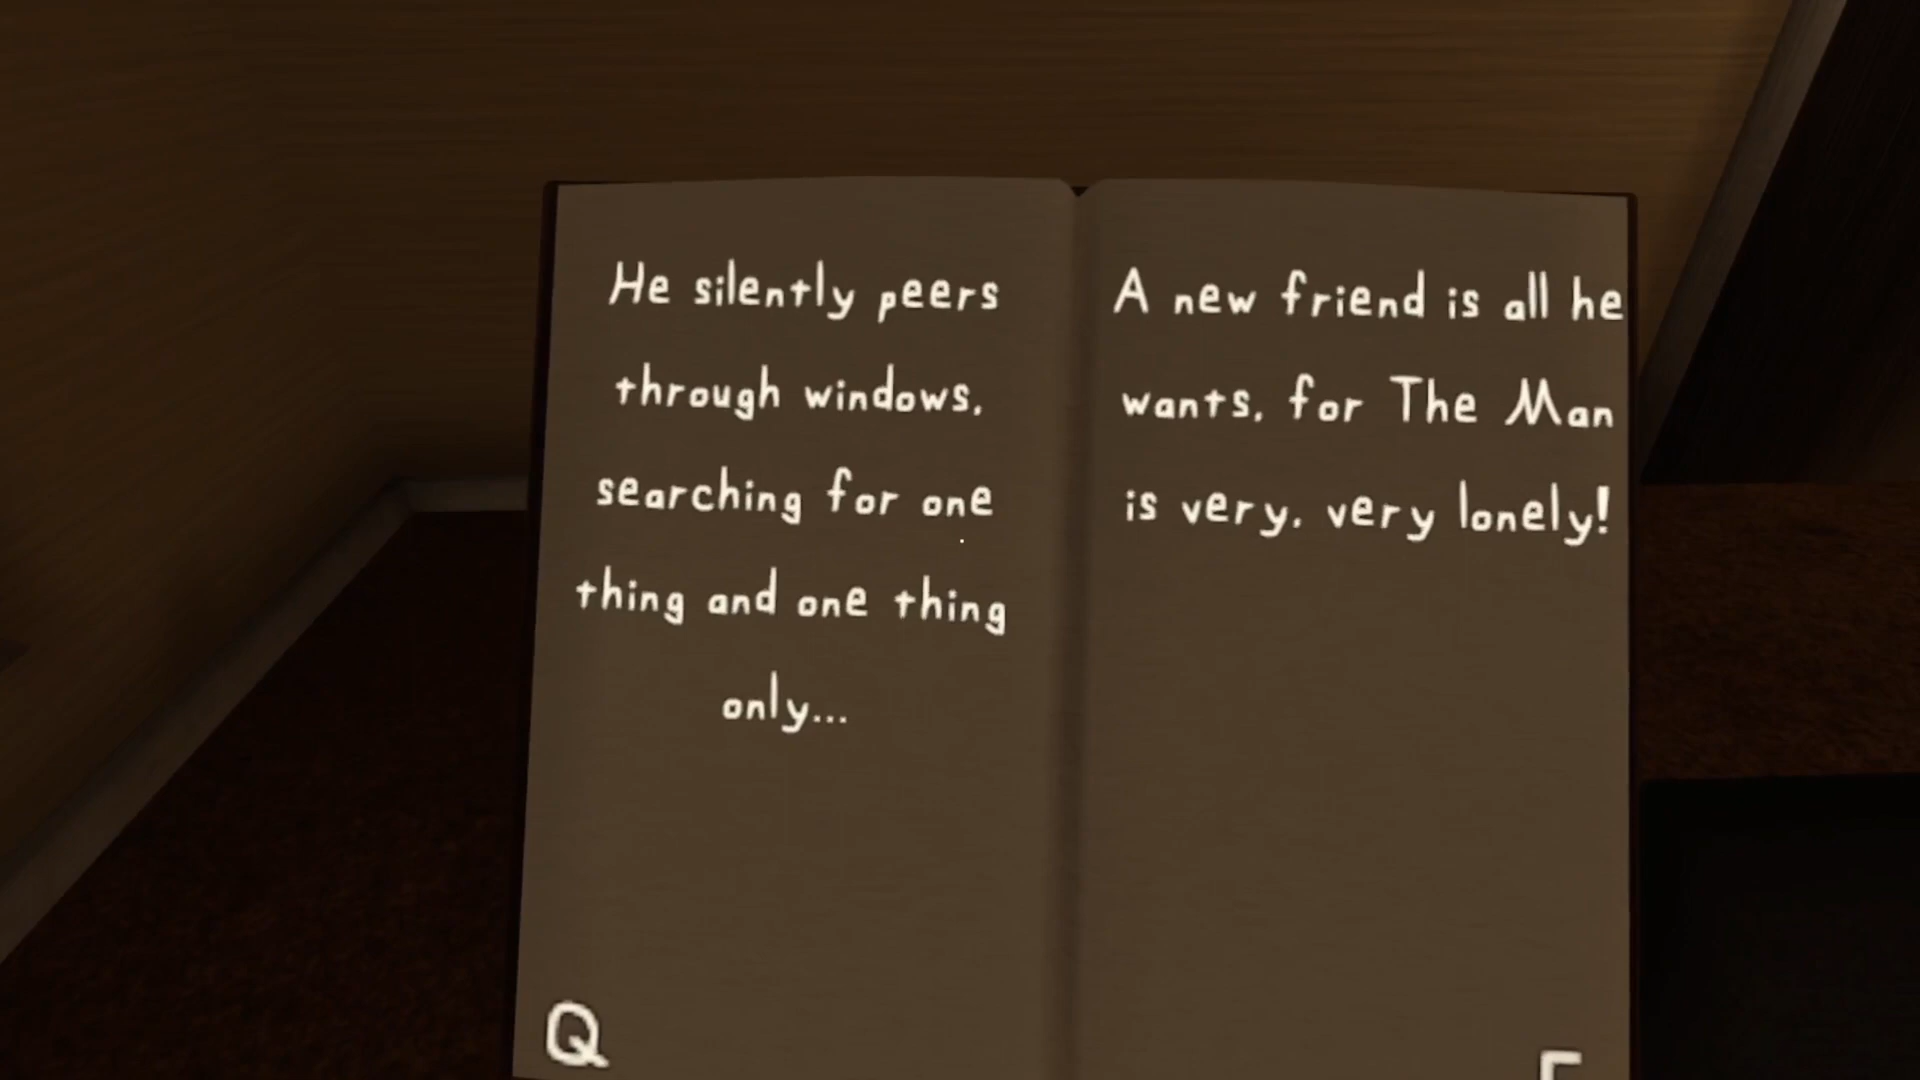 He silently peers
through windows,
searching for one
thing and one thing
only...
A new friend is all he
wants, for The Man
is very, very lonely!
Q